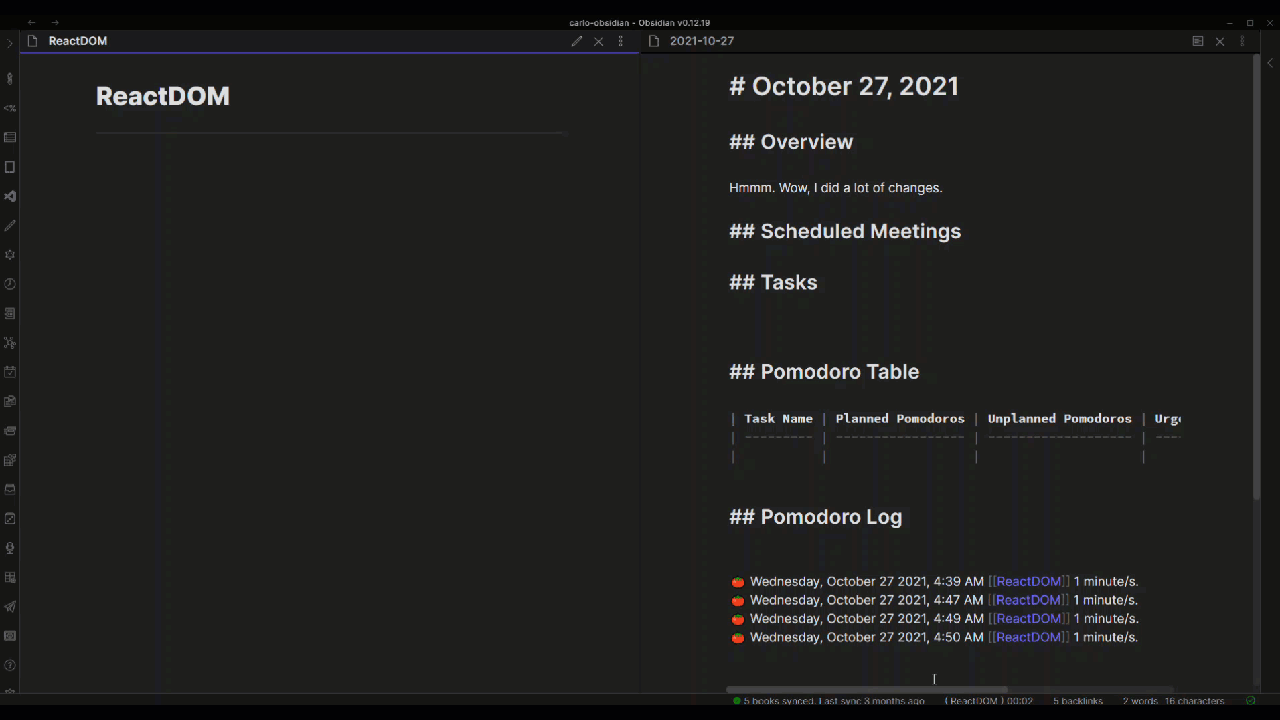 carlo-obsidian - Obsidian v0.12.19
ReactDOM
2021-10-27
ReactDOM
# October 27, 2021
## Overview
Hmmm. Wow, I did a lot of changes.
## Scheduled Meetings
## Tasks
## Pomodoro Table
| Task Name | Planned Pomodoros | Unplanned Pomodoros | Urge
| --------- | ----------------- | ------------------- | ----
| | | |
## Pomodoro Log
🍅 Wednesday, October 27 2021, 4:39 AM [[ReactDOM]] 1 minute/s.
🍅 Wednesday, October 27 2021, 4:47 AM [[ReactDOM]] 1 minute/s.
🍅 Wednesday, October 27 2021, 4:49 AM [[ReactDOM]] 1 minute/s.
🍅 Wednesday, October 27 2021, 4:50 AM [[ReactDOM]] 1 minute/s.
5 books synced. Last sync 3 months ago ( ReactDOM ) 00:02 5 backlinks 2 words 16 characters